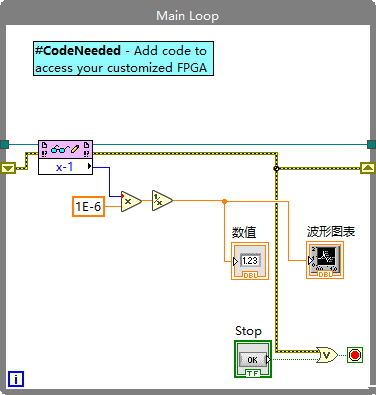 Main Loop
#CodeNeeded - Add code to
access your customized FPGA
x-1
1E-6
x
1/x
数值
波形图表
1.23
DBL
DBL
Stop
OK
TF
V
i